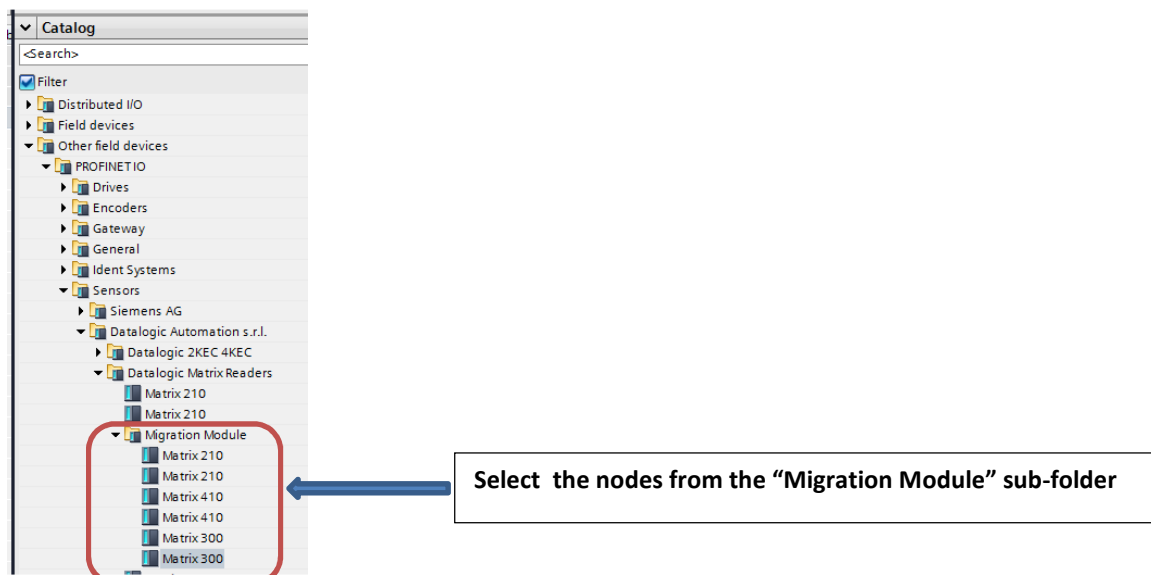 Catalog
<Search>
Filter
Distributed I/O
Field devices
Other field devices
PROFINET IO
Drives
Encoders
Gateway
General
Ident Systems
Sensors
Siemens AG
Datalogic Automation s.r.l.
Datalogic 2KEC 4KEC
Datalogic Matrix Readers
Matrix 210
Matrix 210
Migration Module
Matrix 210
Matrix 210
Matrix 410
Matrix 410
Matrix 300
Matrix 300
Select the nodes from the “Migration Module” sub-folder